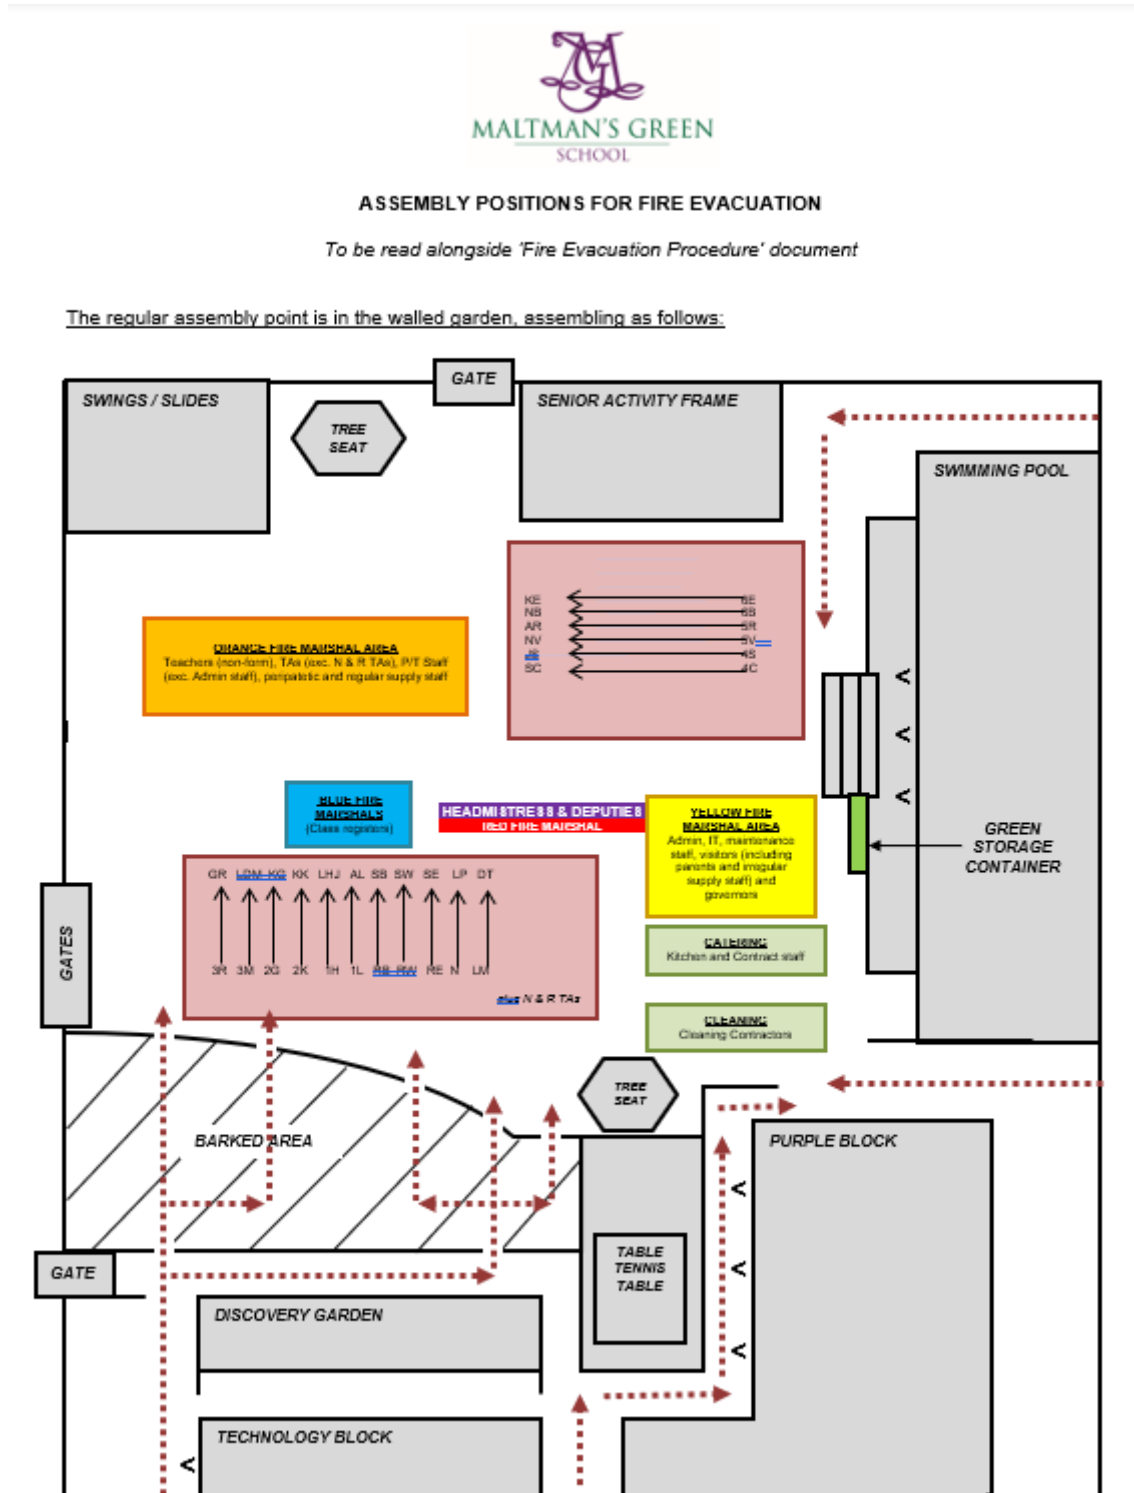 MALTMAN'S GREEN
SCHOOL
ASSEMBLY POSITIONS FOR FIRE EVACUATION
To be read alongside 'Fire Evacuation Procedure' document
The regular assembly point is in the walled garden, assembling as follows:
GATE
SWINGS / SLIDES
TREE
SEAT
SENIOR ACTIVITY FRAME
SWIMMING POOL
KE
NB
AR
NV
SC
5R
4S
4C
ORANGE FIRE MARSHAL AREA
Teachers (non-form), TAs (exc. N & R TAs), P/T Staff
(exc. Admin staff), peripatetic and regular supply staff
BLUE FIRE
MARSHALS
(Class registers)
HEADMISTRESS & DEPUTIES
RED FIRE MARSHAL
YELLOW FIRE
MARSHAL AREA
Admin, IT, maintenance
staff, visitors (including
parents and irregular
supply staff) and
governors
GREEN
STORAGE
CONTAINER
GR KK LHJ AL SB SW SE LP DT
3R 3M 2G 2K 1H 1L RB RW RE N LM
plus N & R TAs
GATES
CATERING
Kitchen and Contract staff
CLEANING
Cleaning Contractors
TREE
SEAT
BARKED AREA
PURPLE BLOCK
GATE
TABLE
TENNIS
TABLE
DISCOVERY GARDEN
TECHNOLOGY BLOCK